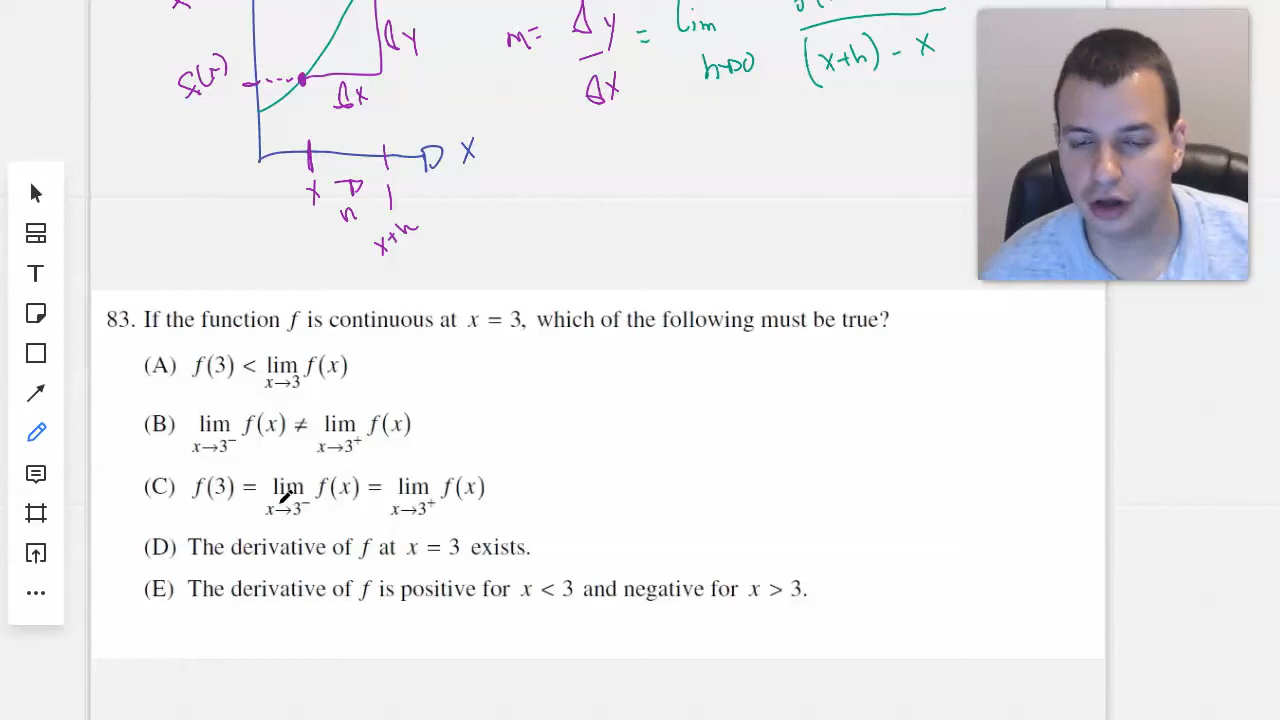 Δy
m = Δy / Δx = lim h→0 / (x+h) - x
Δx
x
x
h
x+h
83. If the function f is continuous at x = 3, which of the following must be true?
(A) f(3) < lim x→3 f(x)
(B) lim x→3⁻ f(x) ≠ lim x→3⁺ f(x)
(C) f(3) = lim x→3⁻ f(x) = lim x→3⁺ f(x)
(D) The derivative of f at x = 3 exists.
(E) The derivative of f is positive for x < 3 and negative for x > 3.
T